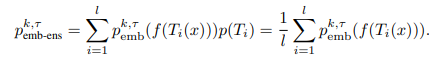 $p_{\text{emb-ens}}^{k,\tau} = \sum_{i=1}^{l} p_{\text{emb}}^{k,\tau}(f(T_i(x)))p(T_i) = \frac{1}{l} \sum_{i=1}^{l} p_{\text{emb}}^{k,\tau}(f(T_i(x))).$